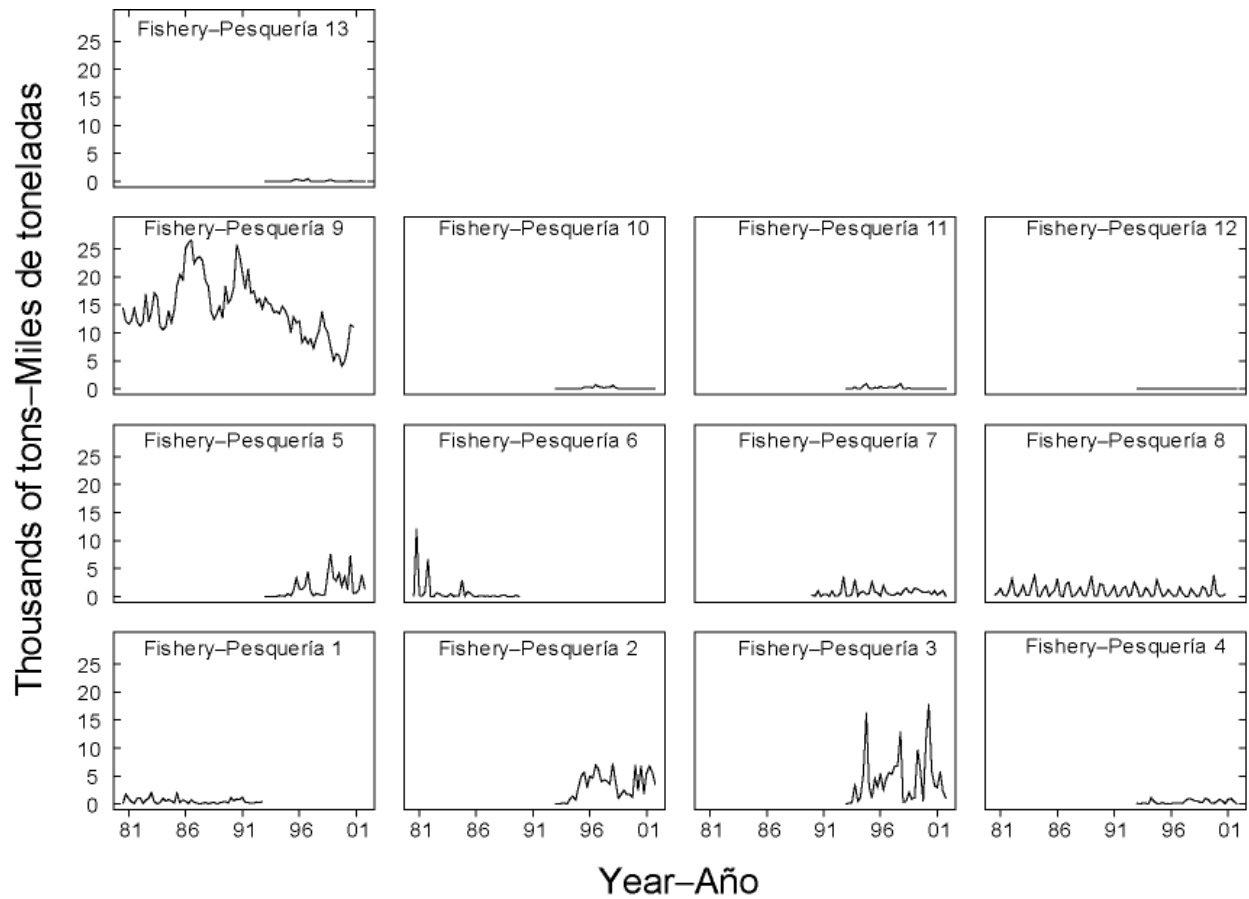 Thousands of tons–Miles de toneladas
Fishery–Pesquería 13
25
20
15
10
5
0
Fishery–Pesquería 9
25
20
15
10
5
0
Fishery–Pesquería 10
Fishery–Pesquería 11
Fishery–Pesquería 12
Fishery–Pesquería 5
25
20
15
10
5
0
Fishery–Pesquería 6
Fishery–Pesquería 7
Fishery–Pesquería 8
Fishery–Pesquería 1
25
20
15
10
5
0
Fishery–Pesquería 2
Fishery–Pesquería 3
Fishery–Pesquería 4
81 86 91 96 01
81 86 91 96 01
81 86 91 96 01
81 86 91 96 01
Year–Año